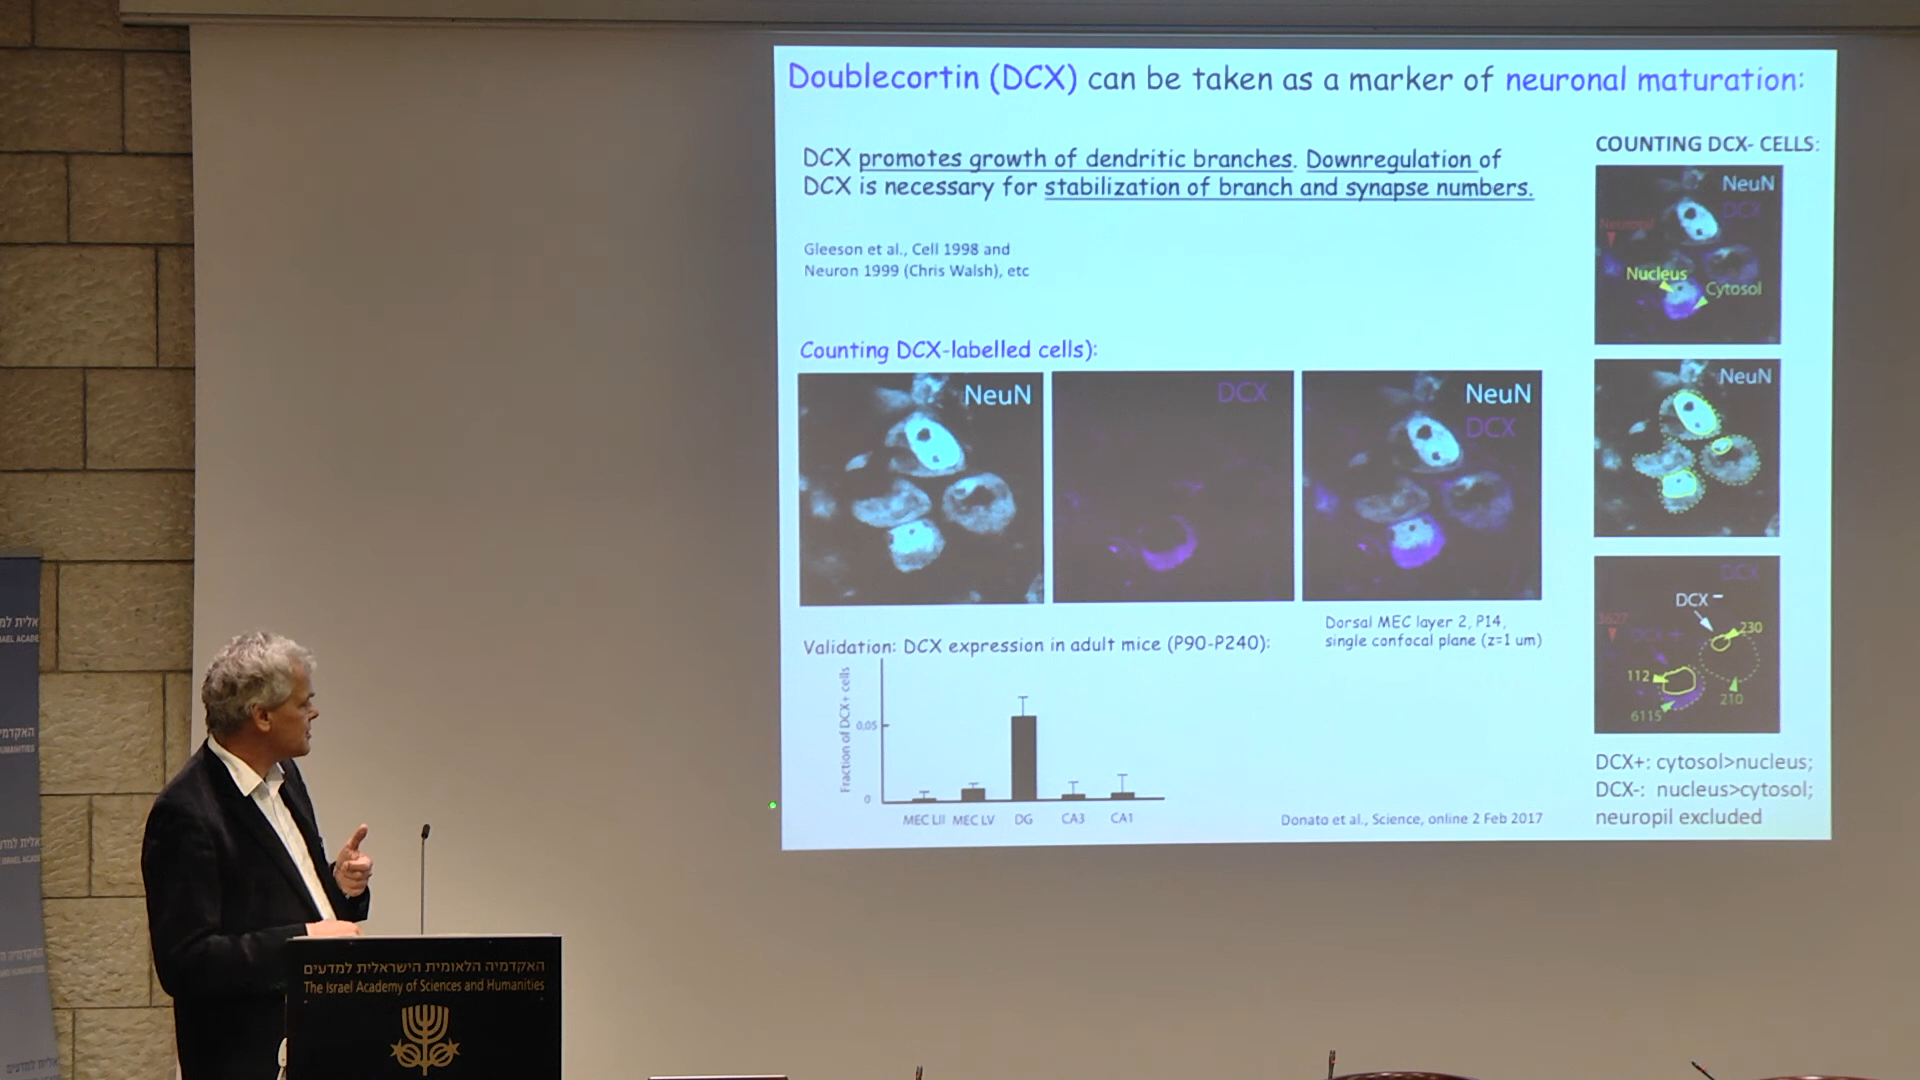 Doublecortin (DCX) can be taken as a marker of neuronal maturation:
DCX promotes growth of dendritic branches. Downregulation of
DCX is necessary for stabilization of branch and synapse numbers.
Gleeson et al., Cell 1998 and
Neuron 1999 (Chris Walsh), etc
Counting DCX-labelled cells):
NeuN
DCX
NeuN
DCX
Dorsal MEC layer 2, P14,
single confocal plane (z=1 um)
Validation: DCX expression in adult mice (P90-P240):
Fraction of DCX+ cells
0.05
0
MEC LII MEC LV DG CA3 CA1
Donato et al., Science, online 2 Feb 2017
COUNTING DCX- CELLS:
NeuN
DCX
Neuropil
Nucleus
Cytosol
NeuN
DCX
DCX -
3627
DCX +
230
112
210
6115
DCX+: cytosol>nucleus;
DCX-: nucleus>cytosol;
neuropil excluded
האקדמיה הלאומית הישראלית למדעים
The Israel Academy of Sciences and Humanities